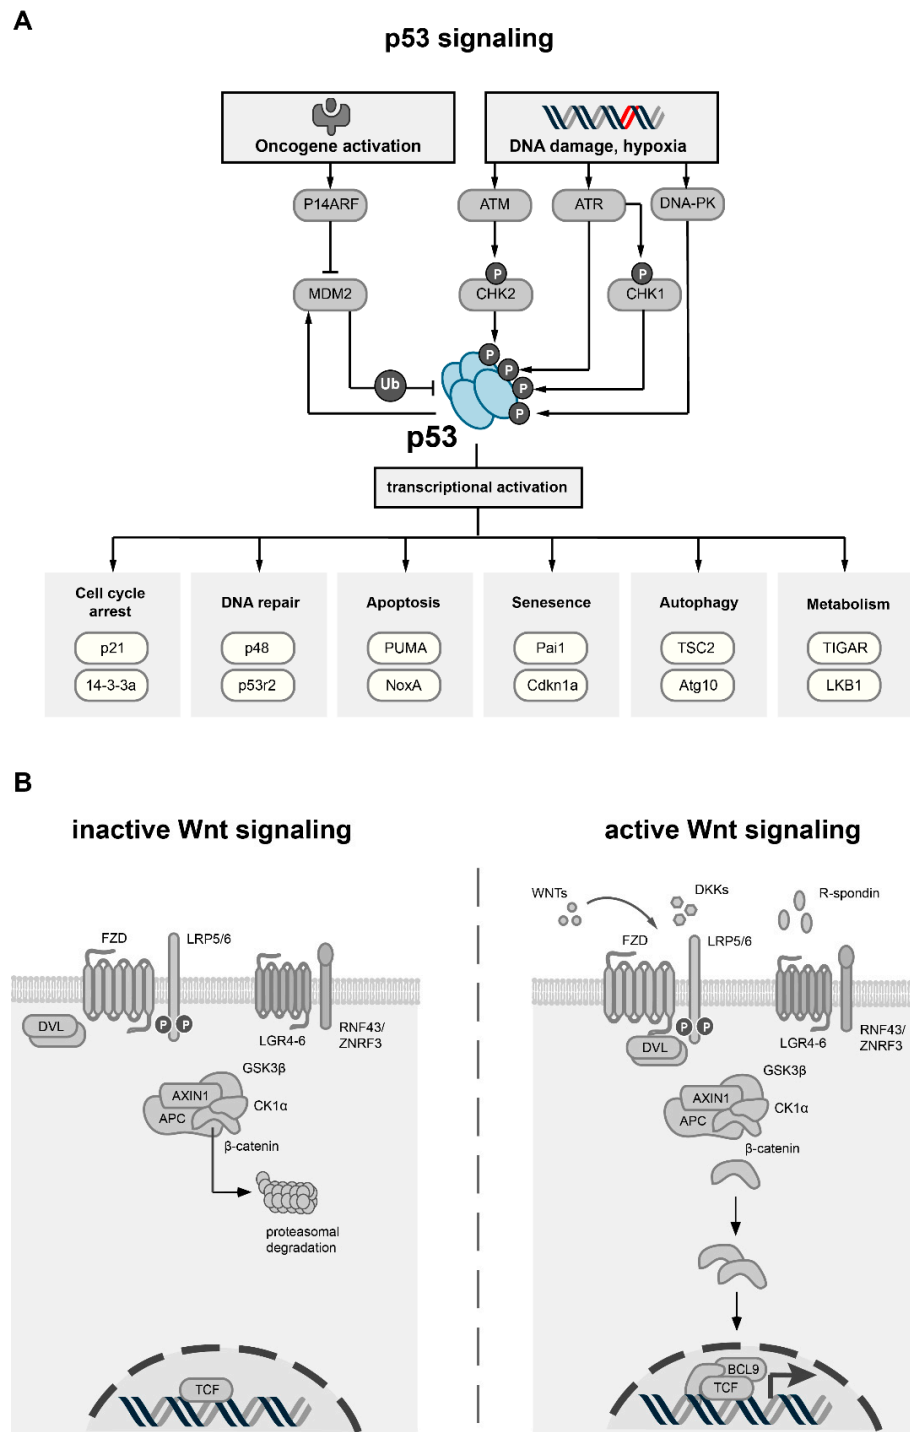 A
p53 signaling
Oncogene activation
DNA damage, hypoxia
P14ARF
ATM
ATR
DNA-PK
P
P
MDM2
CHK2
CHK1
P
P
Ub
P
P
p53
transcriptional activation
Cell cycle
arrest
DNA repair
Apoptosis
Senesence
Autophagy
Metabolism
p21
p48
PUMA
Pai1
TSC2
TIGAR
14-3-3a
p53r2
NoxA
Cdkn1a
Atg10
LKB1
B
inactive Wnt signaling
FZD
LRP5/6
DVL
P
P
LGR4-6
RNF43/
ZNRF3
GSK3β
AXIN1
APC
CK1α
β-catenin
proteasomal
degradation
TCF
active Wnt signaling
WNTs
DKKs
R-spondin
FZD
LRP5/6
P
P
DVL
LGR4-6
RNF43/
ZNRF3
GSK3β
AXIN1
APC
CK1α
β-catenin
BCL9
TCF